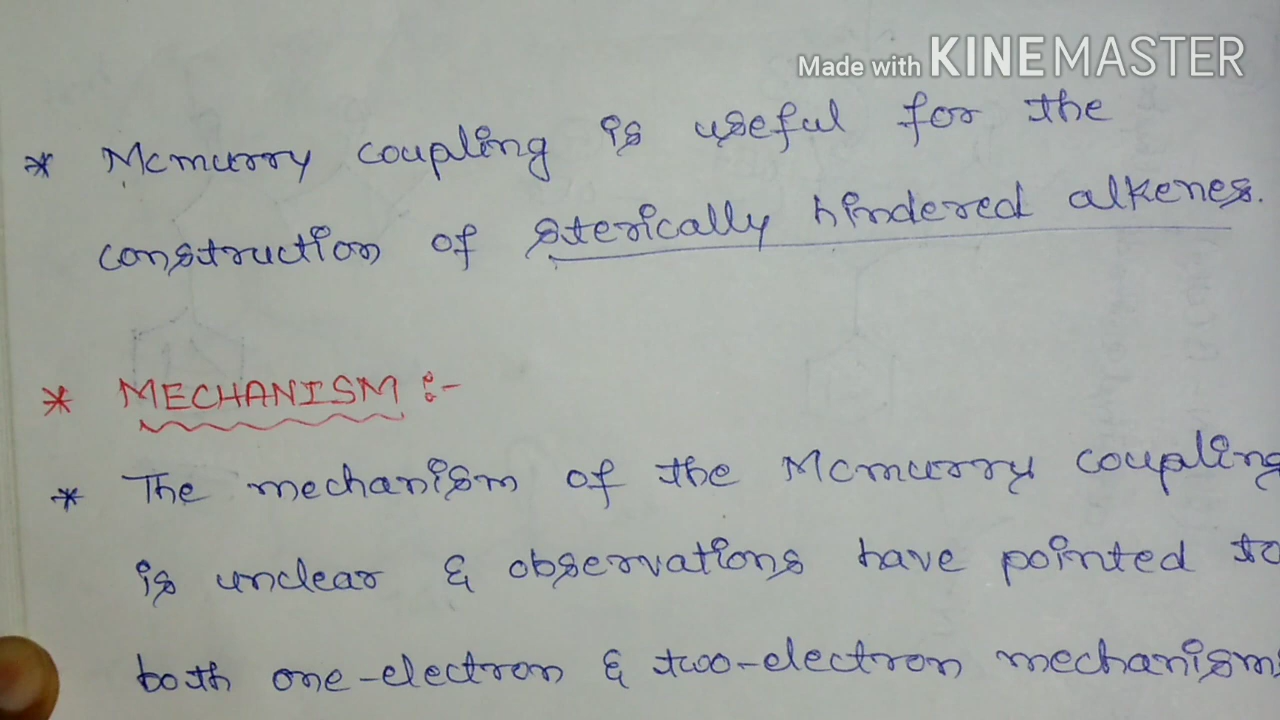 Made with KINEMASTER
* Mcmurry coupling is useful for the
construction of sterically hindered alkenes.
* MECHANISM :-
* The mechanism of the Mcmurry coupling
is unclear & observations have pointed to
both one-electron & two-electron mechanisms